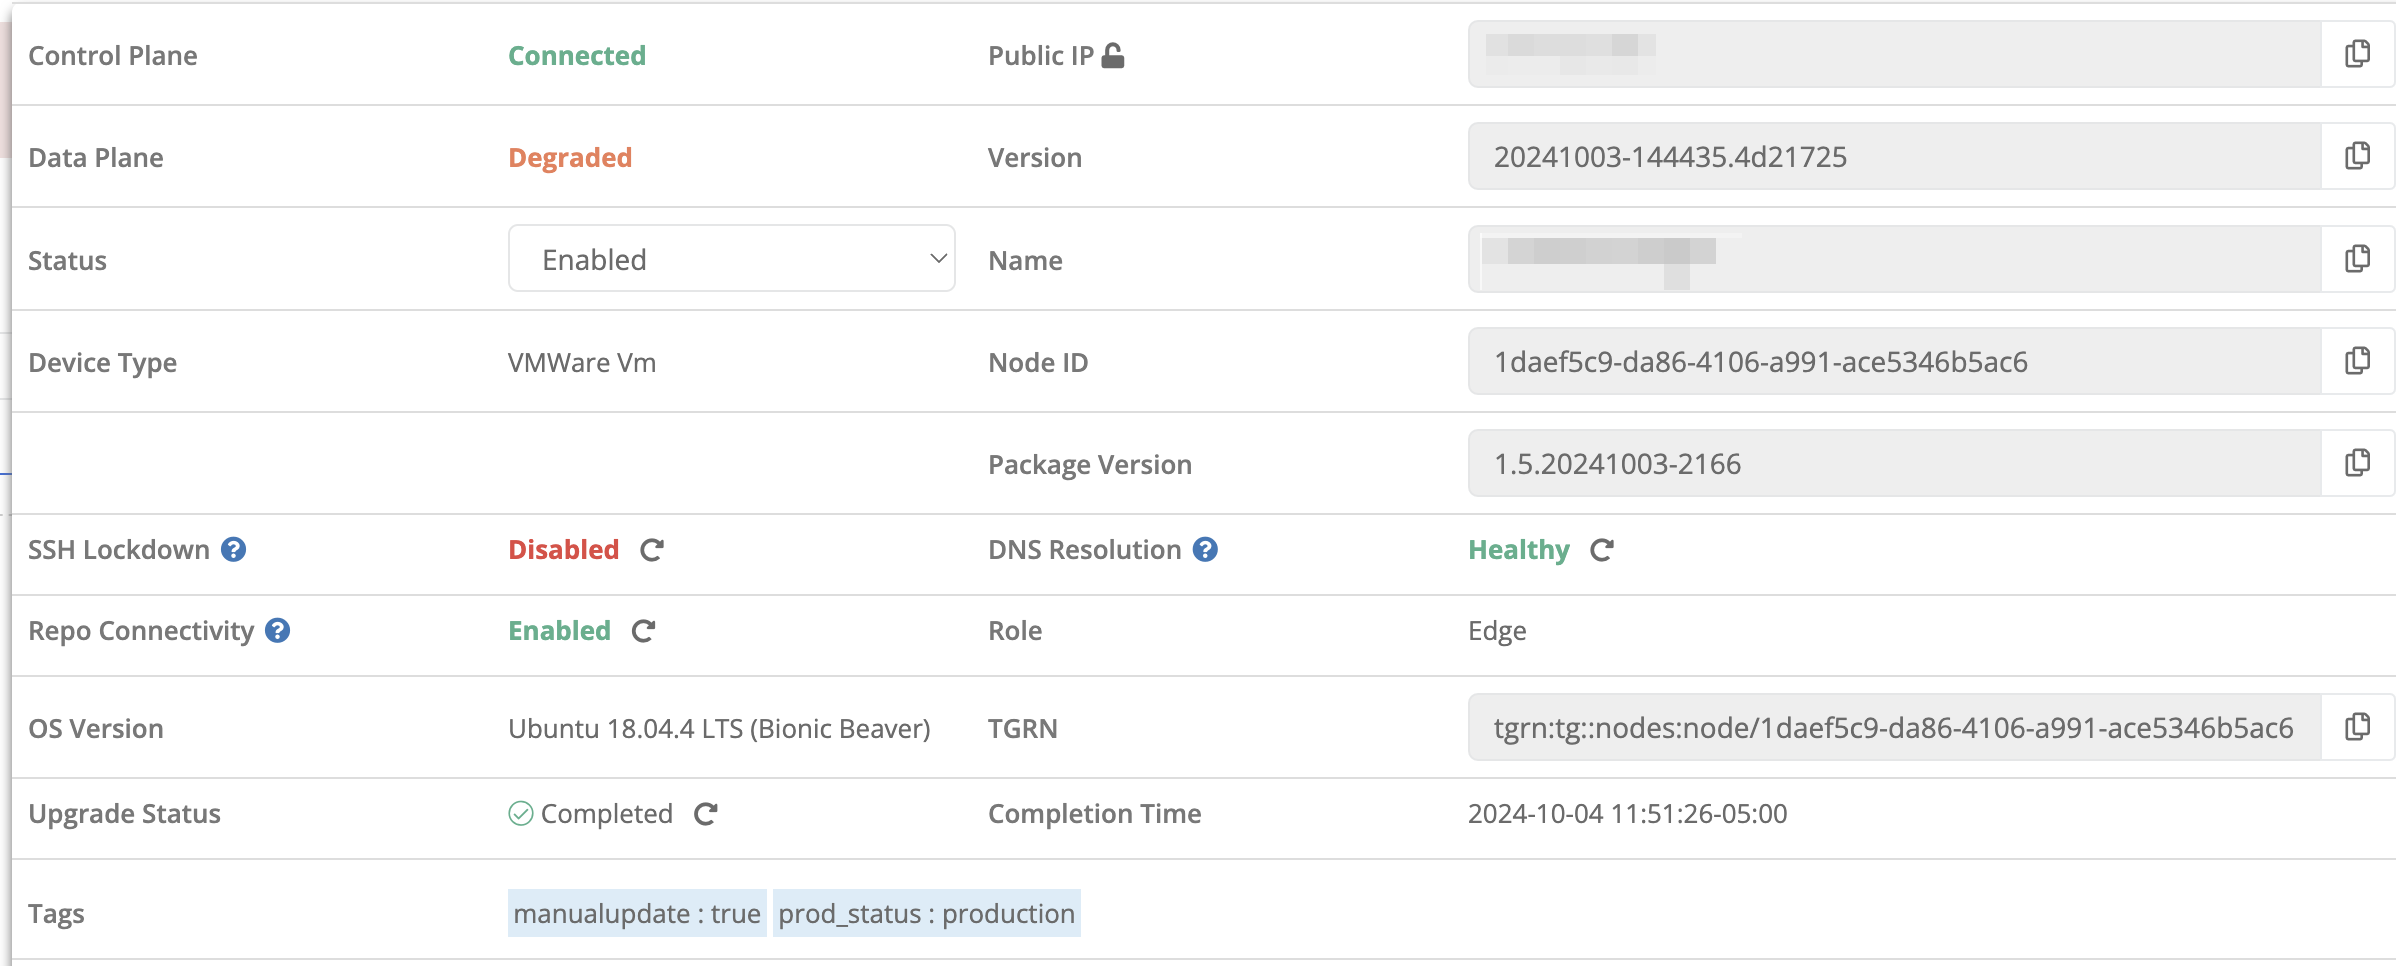 Control Plane Connected Public IP
Data Plane Degraded Version 20241003-144435.4d21725
Status Enabled Name
Device Type VMWare Vm Node ID 1daef5c9-da86-4106-a991-ace5346b5ac6
Package Version 1.5.20241003-2166
SSH Lockdown ? Disabled DNS Resolution ? Healthy
Repo Connectivity ? Enabled Role Edge
OS Version Ubuntu 18.04.4 LTS (Bionic Beaver) TGRN tgrn:tg::nodes:node/1daef5c9-da86-4106-a991-ace5346b5ac6
Upgrade Status Completed Completion Time 2024-10-04 11:51:26-05:00
Tags manualupdate : true prod_status : production